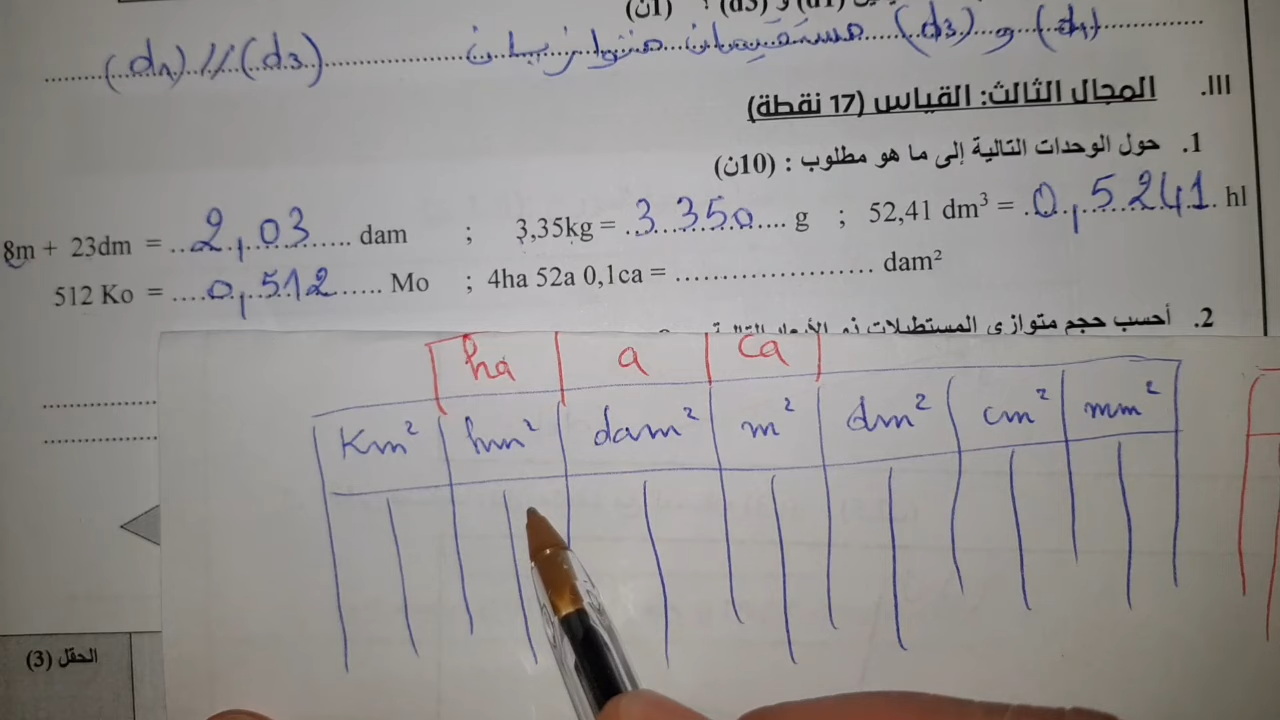 (d1) و (d3) ؟ (1ن)
(d1) و (d3) مستقيمان متوازيان (d1) // (d3)
III. المجال الثالث: القياس (17 نقطة)
1. حول الوحدات التالية إلى ما هو مطلوب : (10ن)
8m + 23dm = 2,03 dam ; 3,35kg = 3 350 g ; 52,41 dm³ = 0,5241 hl
512 Ko = 0,512 Mo ; 4ha 52a 0,1ca = .................... dam²
2. أحسب حجم متوازي المستطيلات
ha a ca
Km² hm² dam² m² dm² cm² mm²
الحقل (3)